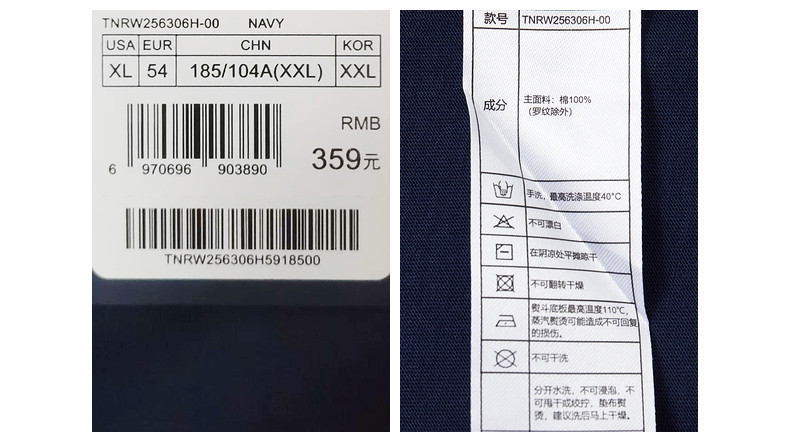 TNRW256306H-00 NAVY
USA EUR CHN KOR
XL 54 185/104A(XXL) XXL
RMB
359元
6 970696 903890
TNRW256306H5918500
款号 TNRW256306H-00
成分 主面料：棉100%
（罗纹除外）
手洗，最高洗涤温度40°C
不可漂白
在阴凉处平摊晾干
不可翻转干燥
熨斗底板最高温度110°C，
蒸汽熨烫可能造成不可回复
的损伤。
不可干洗
分开水洗，不可浸泡，不
可甩干或绞拧，垫布熨
烫，建议洗后马上干燥。